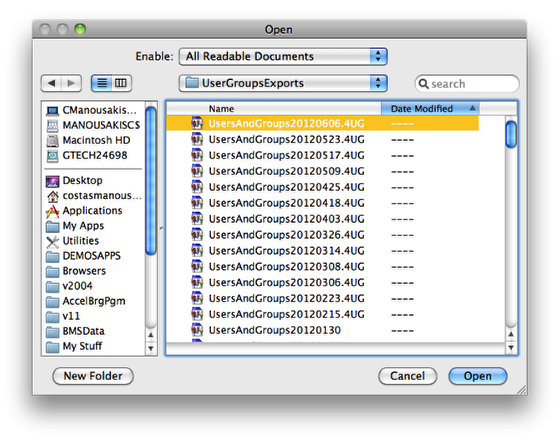 Open
Enable: All Readable Documents
UserGroupsExports
search
CManousakis...
MANOUSAKISC$
Macintosh HD
GTECH24698
Desktop
costasmanous...
Applications
My Apps
Utilities
DEMOSAPPS
Browsers
v2004
AccelBrgPgm
v11
BMSData
My Stuff
Name Date Modified
UsersAndGroups20120606.4UG ----
UsersAndGroups20120523.4UG ----
UsersAndGroups20120517.4UG ----
UsersAndGroups20120509.4UG ----
UsersAndGroups20120425.4UG ----
UsersAndGroups20120418.4UG ----
UsersAndGroups20120403.4UG ----
UsersAndGroups20120326.4UG ----
UsersAndGroups20120314.4UG ----
UsersAndGroups20120308.4UG ----
UsersAndGroups20120306.4UG ----
UsersAndGroups20120223.4UG ----
UsersAndGroups20120215.4UG ----
UsersAndGroups20120130 ----
New Folder Cancel Open